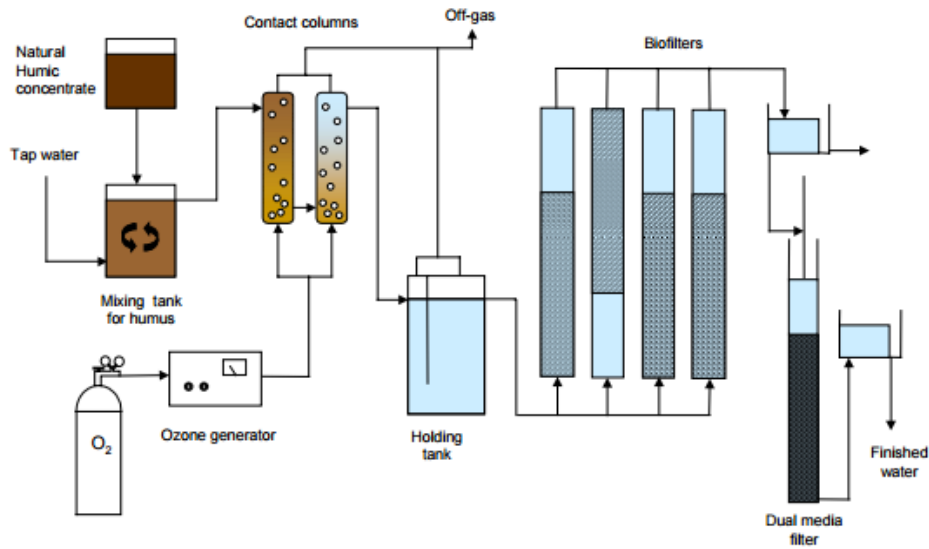 Contact columns
Off-gas
Biofilters
Natural
Humic
concentrate
Tap water
Mixing tank
for humus
O2
Ozone generator
Holding
tank
Finished
water
Dual media
filter